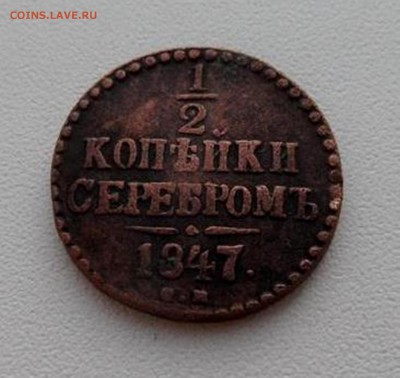 COINS.LAVE.RU
1
2
КОПѢЙКИ
СЕРЕБРОМЪ
1847.
С.М